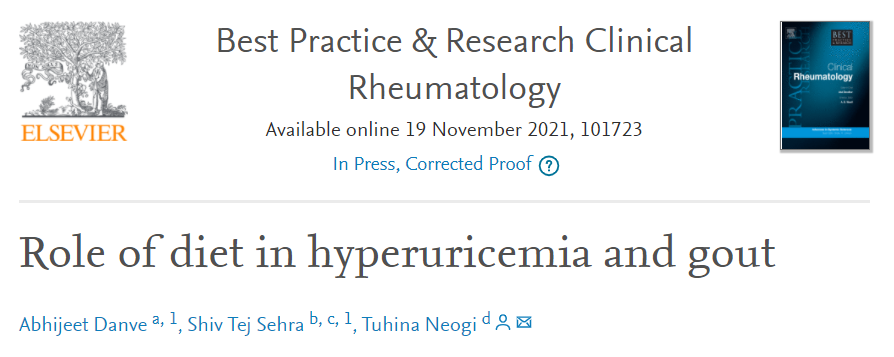 ELSEVIER
Best Practice & Research Clinical
Rheumatology
Available online 19 November 2021, 101723
In Press, Corrected Proof ?
BEST
PRACTICE
Clinical
Rheumatology
Role of diet in hyperuricemia and gout
Abhijeet Danve a, 1, Shiv Tej Sehra b, c, 1, Tuhina Neogi d